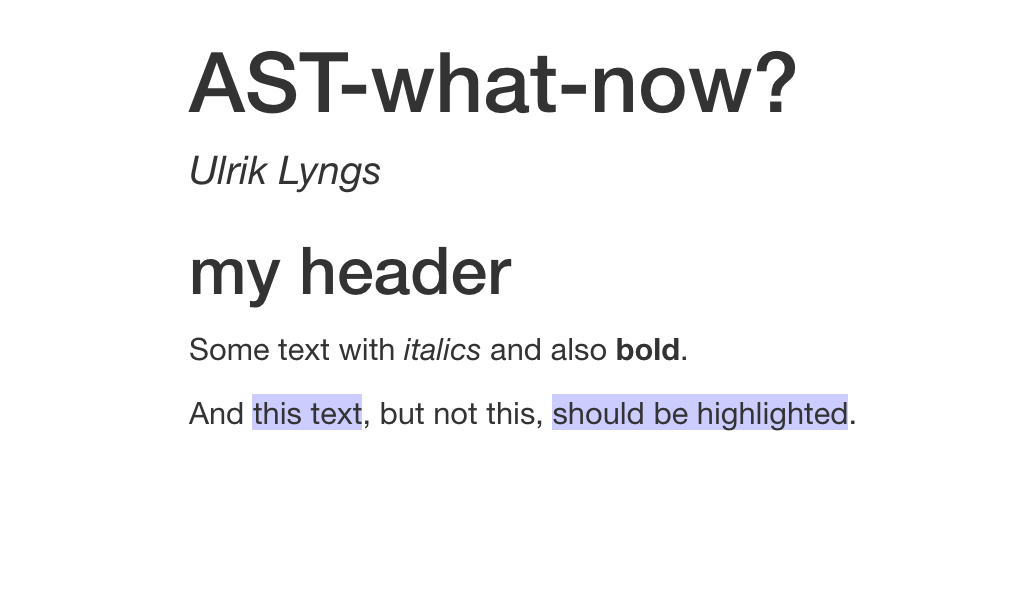 AST-what-now?
Ulrik Lyngs
my header
Some text with italics and also bold.
And this text, but not this, should be highlighted.